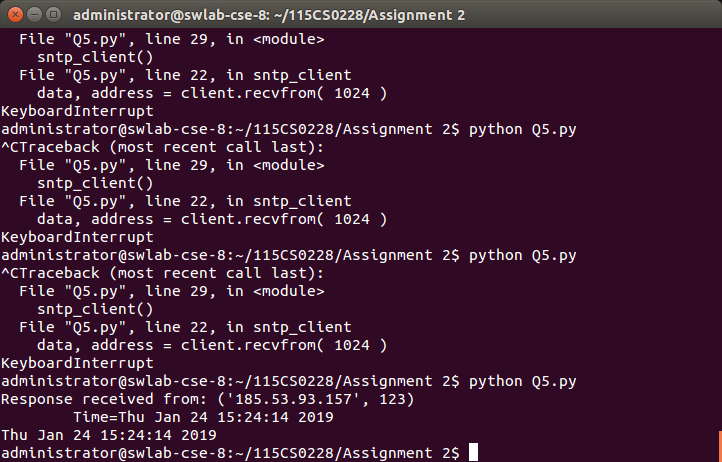 administrator@swlab-cse-8: ~/115CS0228/Assignment 2
  File "Q5.py", line 29, in <module>
    sntp_client()
  File "Q5.py", line 22, in sntp_client
    data, address = client.recvfrom( 1024 )
KeyboardInterrupt
administrator@swlab-cse-8:~/115CS0228/Assignment 2$ python Q5.py
^CTraceback (most recent call last):
  File "Q5.py", line 29, in <module>
    sntp_client()
  File "Q5.py", line 22, in sntp_client
    data, address = client.recvfrom( 1024 )
KeyboardInterrupt
administrator@swlab-cse-8:~/115CS0228/Assignment 2$ python Q5.py
^CTraceback (most recent call last):
  File "Q5.py", line 29, in <module>
    sntp_client()
  File "Q5.py", line 22, in sntp_client
    data, address = client.recvfrom( 1024 )
KeyboardInterrupt
administrator@swlab-cse-8:~/115CS0228/Assignment 2$ python Q5.py
Response received from: ('185.53.93.157', 123)
        Time=Thu Jan 24 15:24:14 2019
Thu Jan 24 15:24:14 2019
administrator@swlab-cse-8:~/115CS0228/Assignment 2$